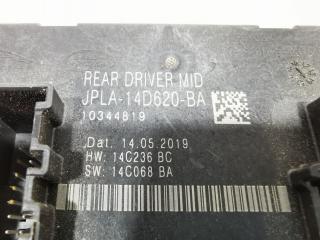 REAR DRIVER MID
JPLA-14D620-BA
10344819
Dat. 14.05.2019
HW: 14C236 BC
SW: 14C068 BA